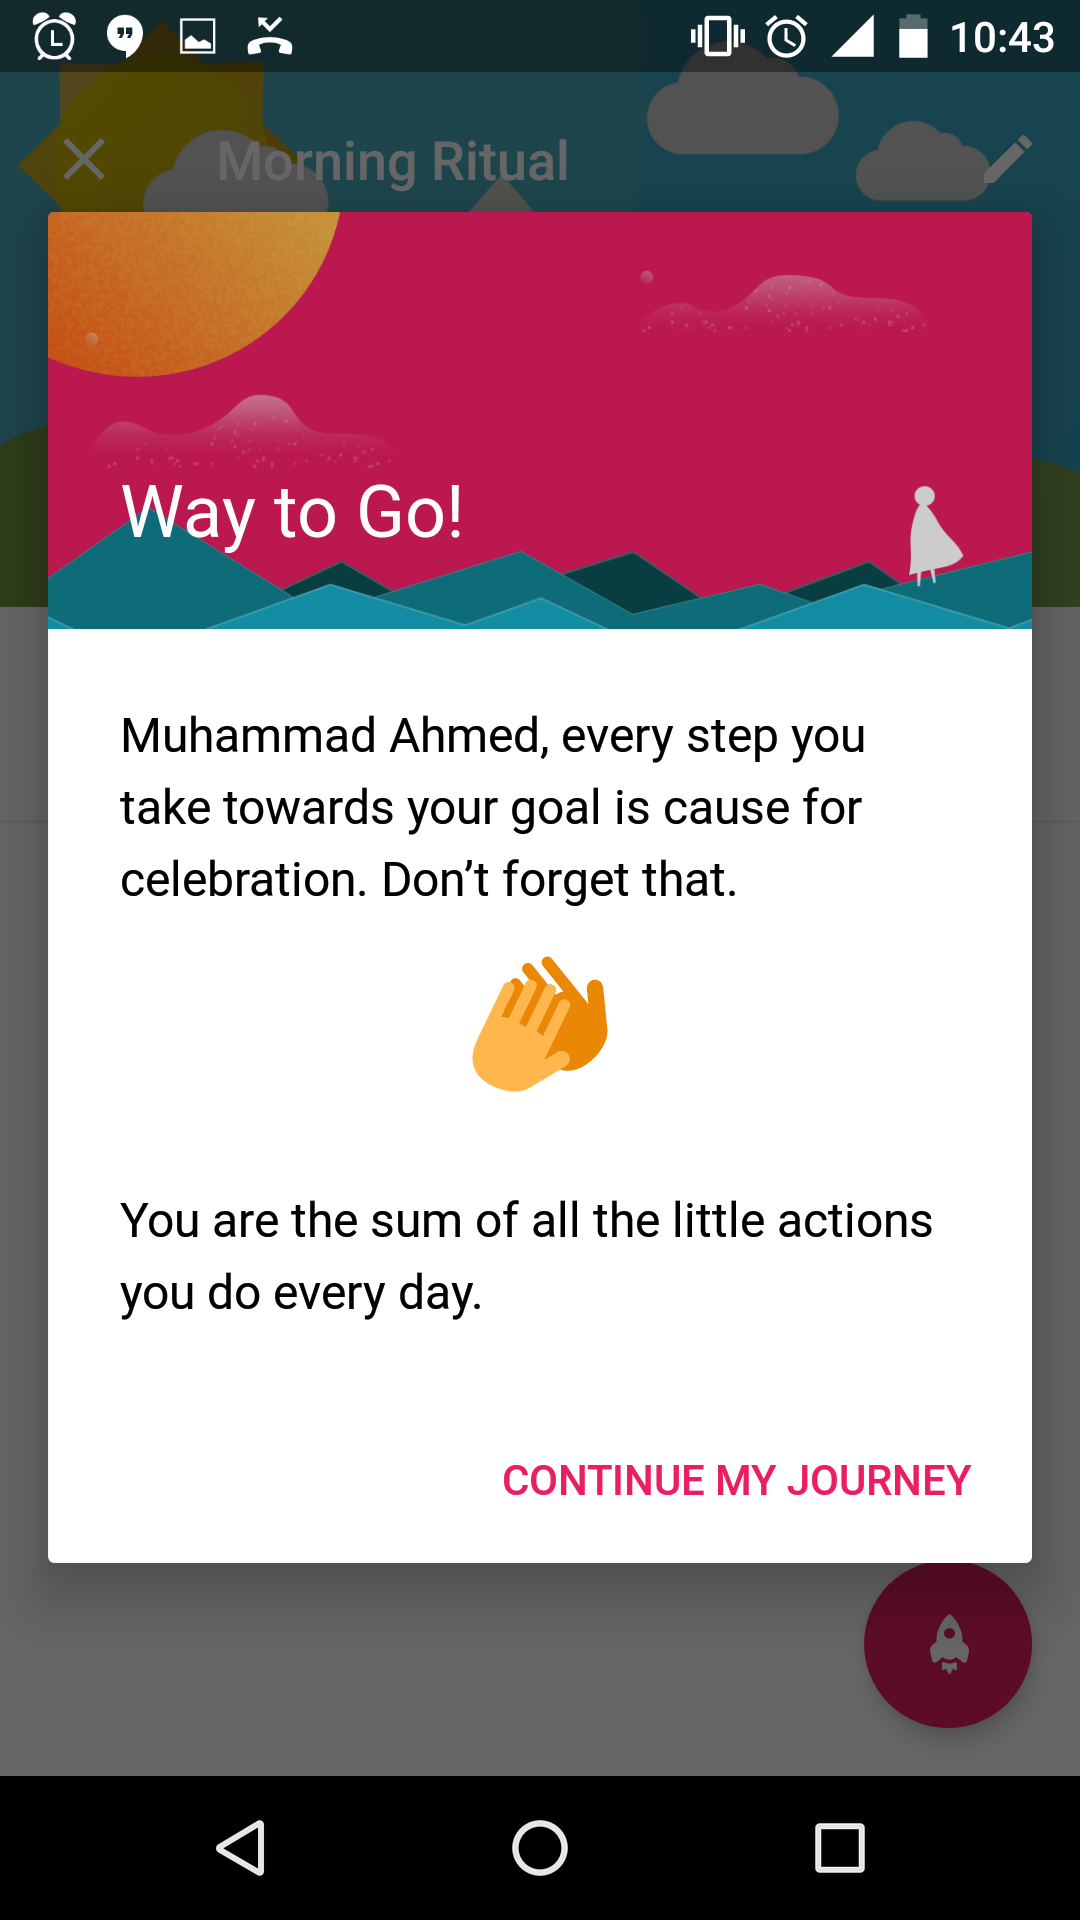 10:43
Morning Ritual
Way to Go!
Muhammad Ahmed, every step you
take towards your goal is cause for
celebration. Don’t forget that.
You are the sum of all the little actions
you do every day.
CONTINUE MY JOURNEY